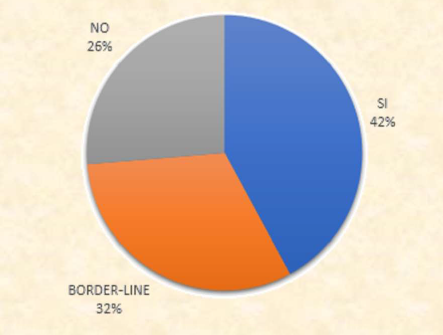 NO
26%
SI
42%
BORDER-LINE
32%